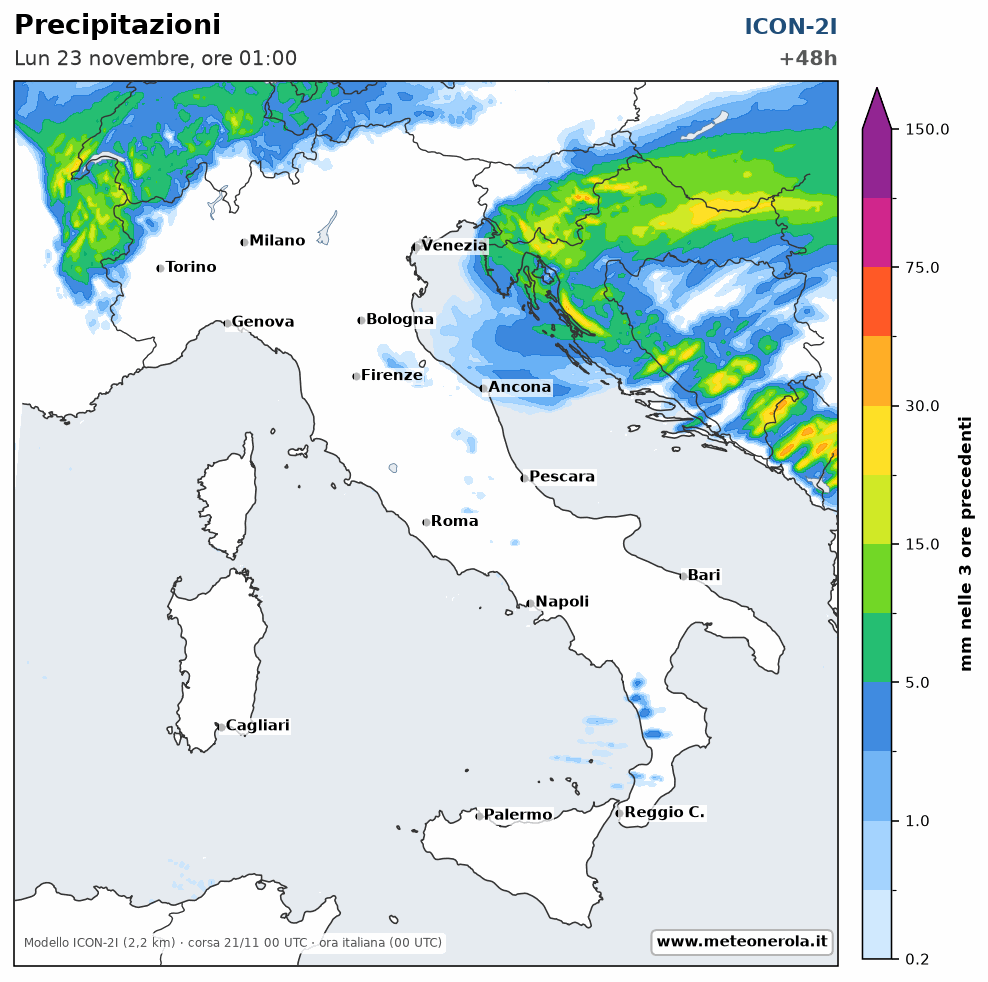 Precipitazioni
ICON-2I
Lun 23 novembre, ore 01:00
+48h
150.0
75.0
30.0
15.0
5.0
1.0
0.2
mm nelle 3 ore precedenti
Milano
Venezia
Torino
Bologna
Genova
Firenze
Ancona
Pescara
Roma
Bari
Napoli
Cagliari
Palermo
Reggio C.
Modello ICON-2I (2,2 km) · corsa 21/11 00 UTC · ora italiana (00 UTC)
www.meteonerola.it